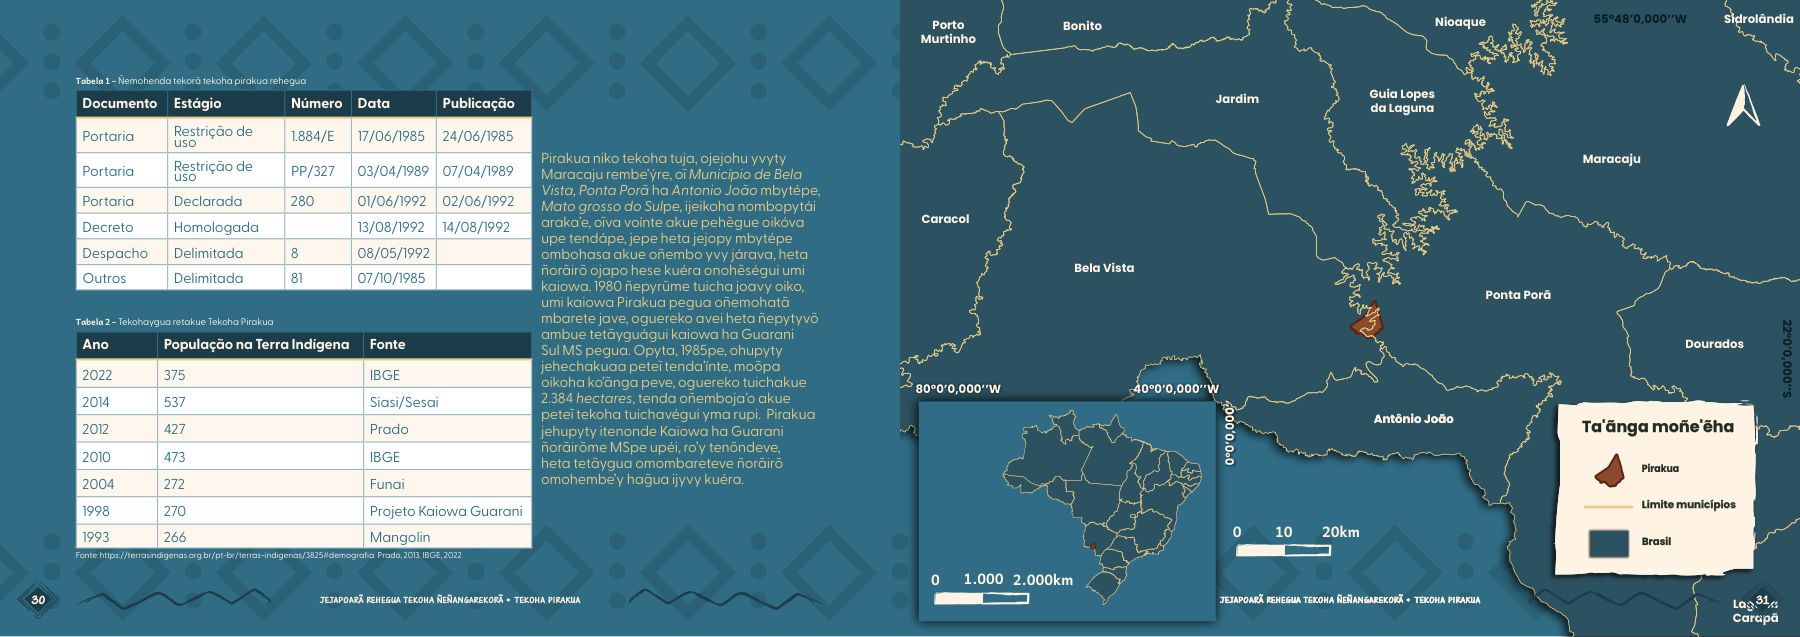 Tabela 1 – Ñemohenda tekorã tekoha pirakua rehegua
Documento Estágio Número Data Publicação
Portaria Restrição de uso 1.884/E 17/06/1985 24/06/1985
Portaria Restrição de uso PP/327 03/04/1989 07/04/1989
Portaria Declarada 280 01/06/1992 02/06/1992
Decreto Homologada 13/08/1992 14/08/1992
Despacho Delimitada 8 08/05/1992
Outros Delimitada 81 07/10/1985
Tabela 2 – Tekohaygua retakue Tekoha Pirakua
Ano População na Terra Indígena Fonte
2022 375 IBGE
2014 537 Siasi/Sesai
2012 427 Prado
2010 473 IBGE
2004 272 Funai
1998 270 Projeto Kaiowa Guarani
1993 266 Mangolin
Fonte: https://terrasindigenas.org.br/pt-br/terras-indigenas/3825#demografia. Prado, 2013. IBGE, 2022
Pirakua niko tekoha tuja, ojejohu yvyty
Maracaju rembe'ýre, oĩ Município de Bela
Vista, Ponta Porã ha Antonio João mbytépe,
Mato grosso do Sulpe, ijeikoha nombopytái
araka'e, oĩva voínte akue pehẽgue oikóva
upe tendápe, jepe heta jejopy mbytépe
ombohasa akue oñembo yvy járava, heta
ñorãirõ ojapo hese kuéra onohẽségui umi
kaiowa. 1980 ñepyrũme tuicha joavy oiko,
umi kaiowa Pirakua pegua oñemohatã
mbarete jave, oguereko avei heta ñepytyvõ
ambue tetãyguágui kaiowa ha Guarani
Sul MS pegua. Opyta, 1985pe, ohupyty
jehechakuaa peteĩ tenda'ínte, moõpa
oikoha ko'ãnga peve, oguereko tuichakue
2.384 hectares, tenda oñemboja'o akue
peteĩ tekoha tuichavégui yma rupi. Pirakua
jehupyty itenonde Kaiowa ha Guarani
ñorãirõme MSpe upéi, ro'y tenõndeve,
heta tetãygua omombareteve ñorãirõ
omohembe'y hag̃ua ijyvy kuéra.
30
JEJAPOARÃ REHEGUA TEKOHA ÑEÑANGAREKORÃ • TEKOHA PIRAKUA
Porto
Murtinho
Bonito
Nioaque
55°48'0,000''W
Sidrolândia
Jardim
Guia Lopes
da Laguna
Maracaju
Caracol
Bela Vista
Ponta Porã
Dourados
22°0'0,000''S
80°0'0,000''W
40°0'0,000''W
0°0'0,000''
Antônio João
Ta'ãnga moñe'ẽha
Pirakua
Limite municípios
Brasil
0 10 20km
0 1.000 2.000km
JEJAPOARÃ REHEGUA TEKOHA ÑEÑANGAREKORÃ • TEKOHA PIRAKUA
31
Carapã